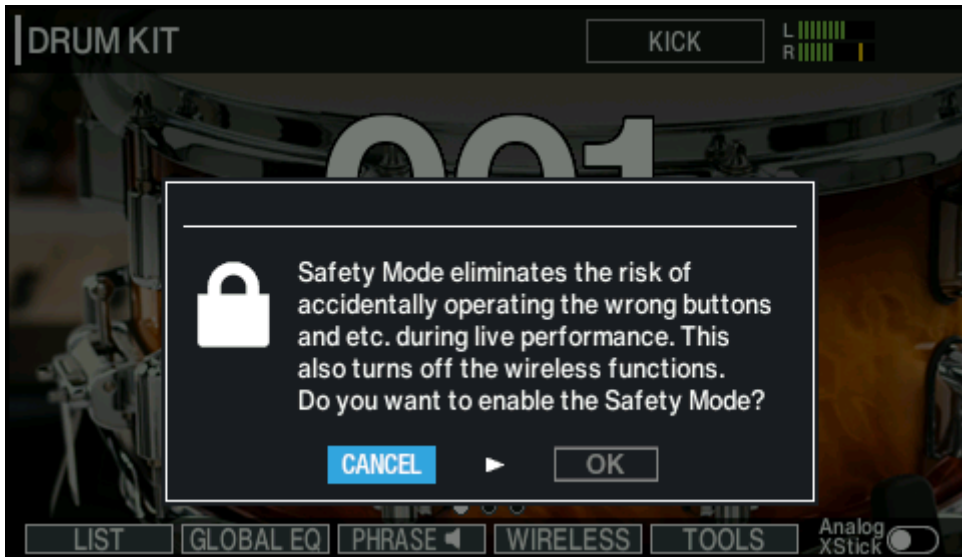 DRUM KIT
KICK
L
R
001
Safety Mode eliminates the risk of
accidentally operating the wrong buttons
and etc. during live performance. This
also turns off the wireless functions.
Do you want to enable the Safety Mode?
CANCEL
OK
LIST
GLOBAL EQ
PHRASE
WIRELESS
TOOLS
Analog
XStick